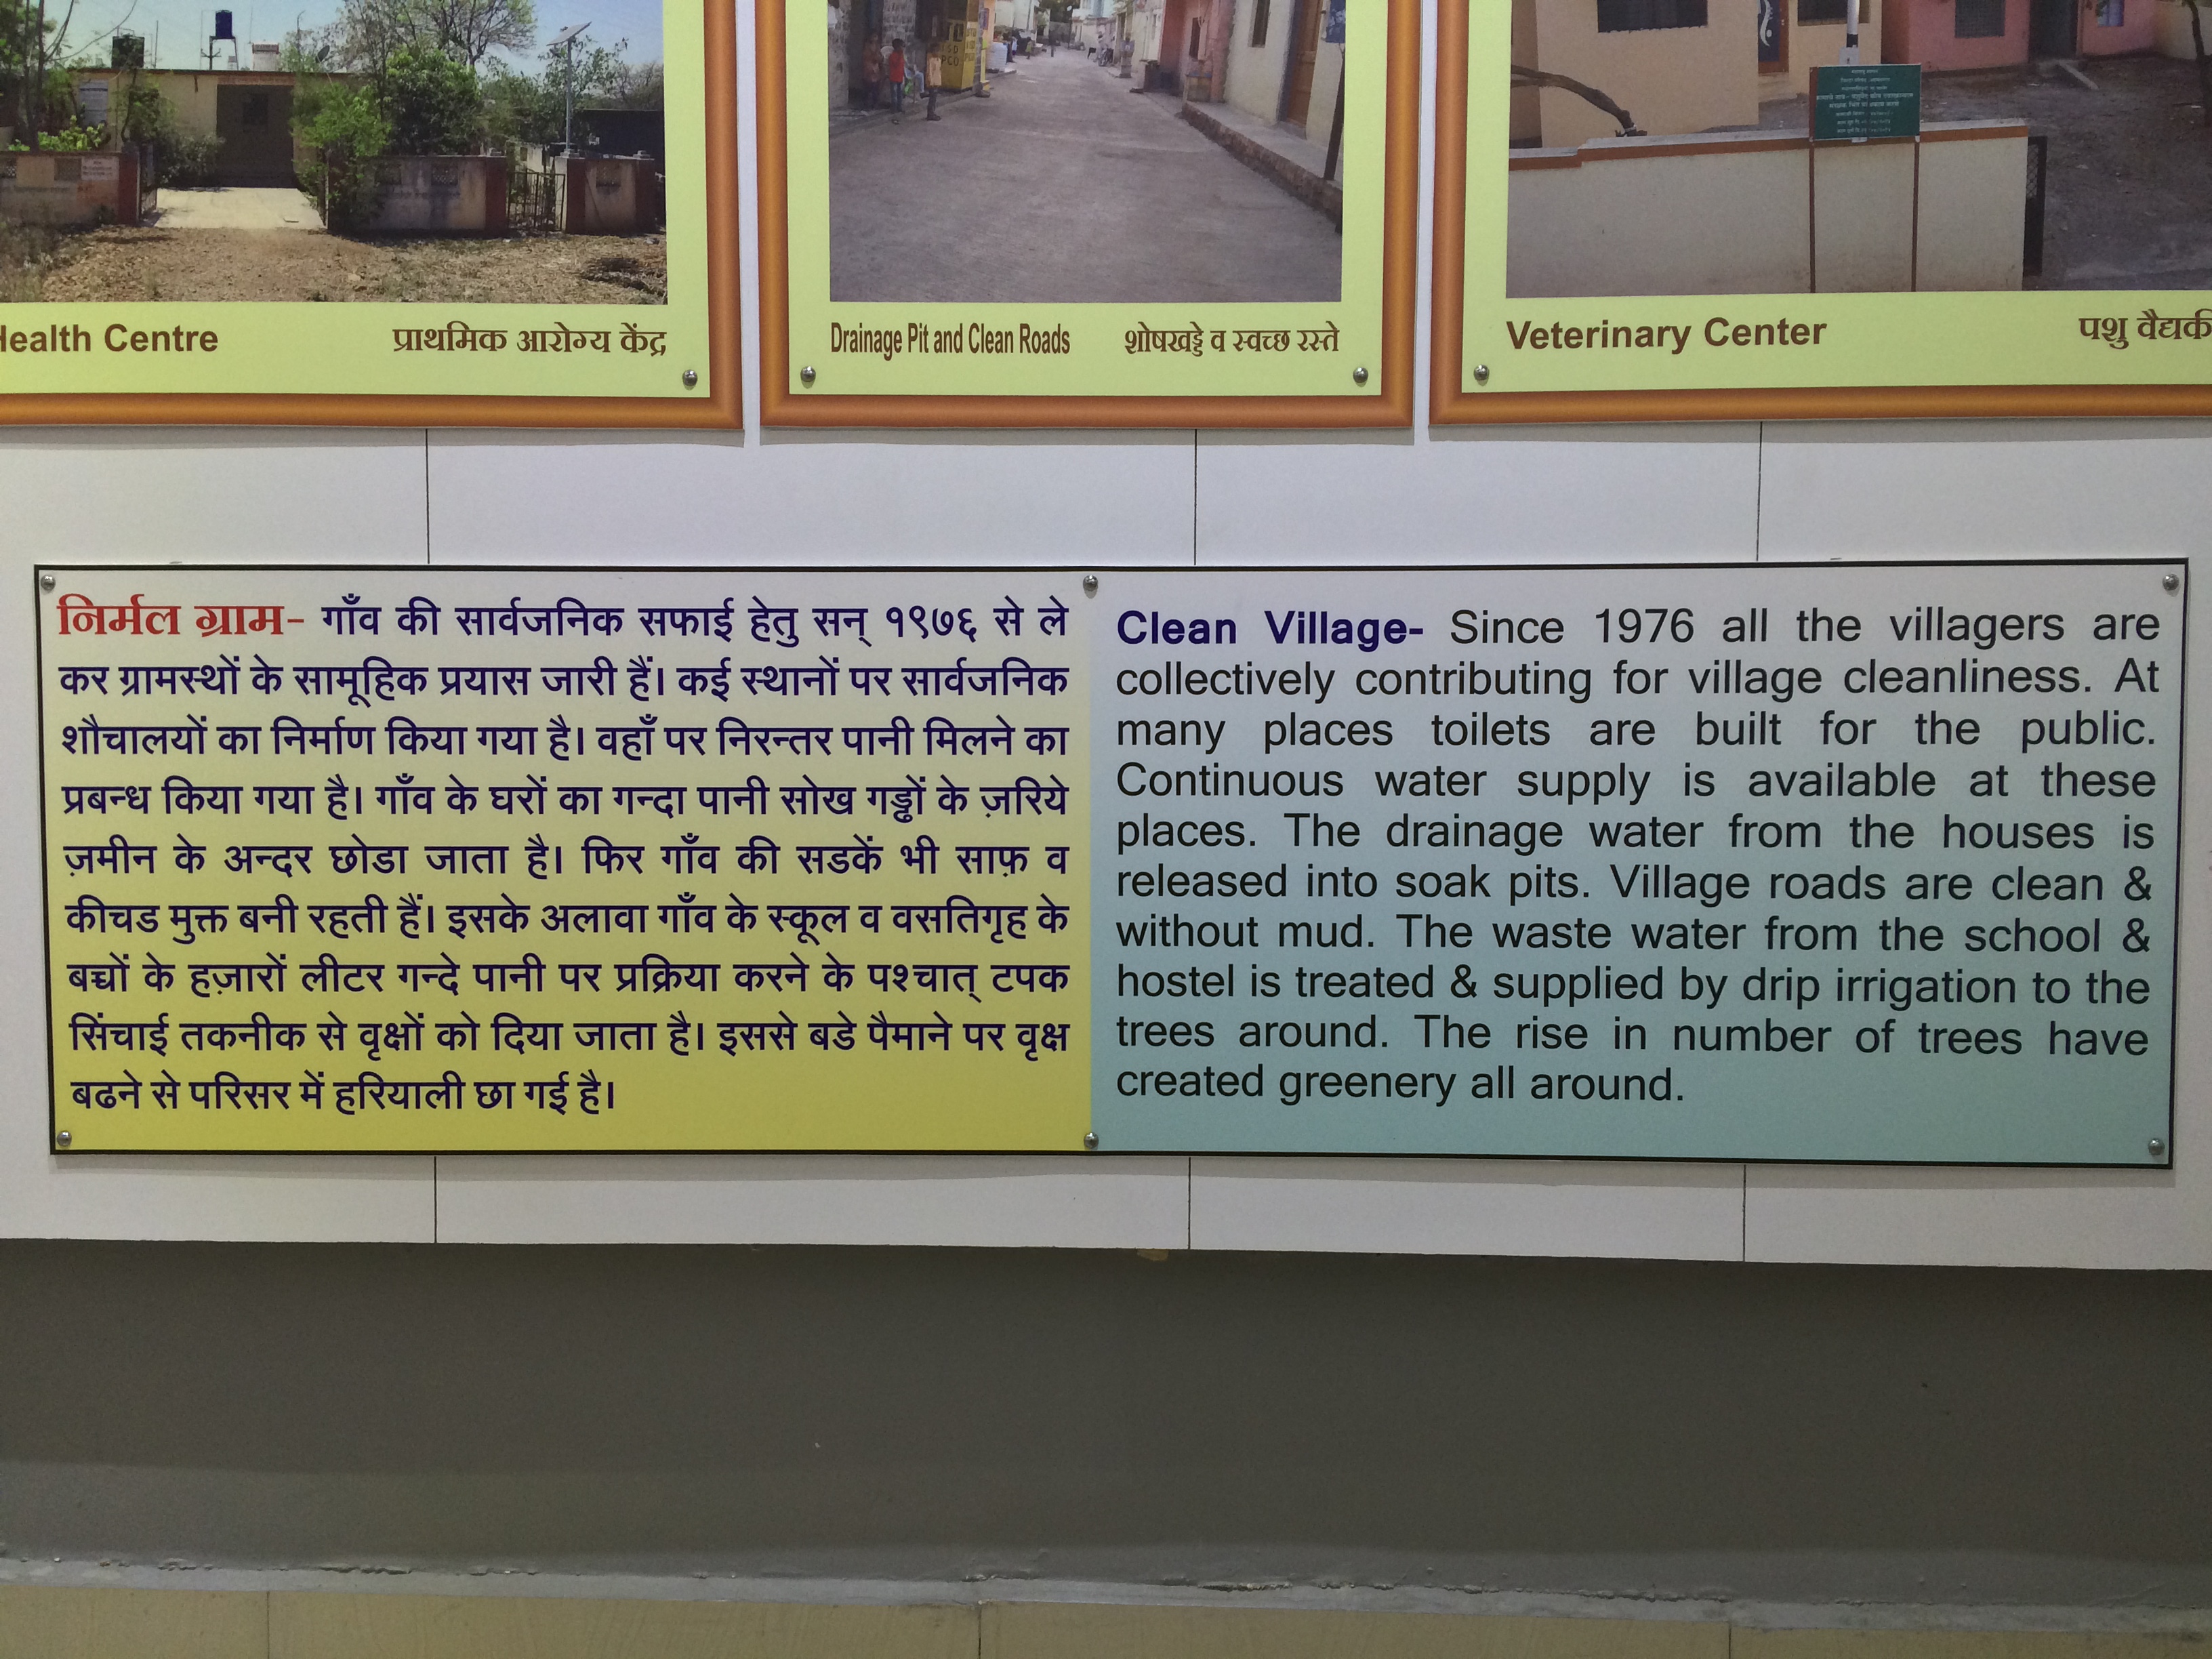 Health Centre
प्राथमिक आरोग्य केंद्र
Drainage Pit and Clean Roads
शोषखड्डे व स्वच्छ रस्ते
Veterinary Center
पशु
निर्मल ग्राम- गाँव की सार्वजनिक सफाई हेतु सन् १९७६ से ले
कर ग्रामस्थों के सामूहिक प्रयास जारी हैं। कई स्थानों पर सार्वजनिक
शौचालयों का निर्माण किया गया है। वहाँ पर निरन्तर पानी मिलने का
प्रबन्ध किया गया है। गाँव के घरों का गन्दा पानी सोख गड्ढों के ज़रिये
ज़मीन के अन्दर छोडा जाता है। फिर गाँव की सडकें भी साफ़ व
कीचड मुक्त बनी रहती हैं। इसके अलावा गाँव के स्कूल व वसतिगृह के
बच्चों के हज़ारों लीटर गन्दे पानी पर प्रक्रिया करने के पश्चात् टपक
सिंचाई तकनीक से वृक्षों को दिया जाता है। इससे बडे पैमाने पर वृक्ष
बढने से परिसर में हरियाली छा गई है।
Clean Village- Since 1976 all the villagers are
collectively contributing for village cleanliness. At
many places toilets are built for the public.
Continuous water supply is available at these
places. The drainage water from the houses is
released into soak pits. Village roads are clean &
without mud. The waste water from the school &
hostel is treated & supplied by drip irrigation to the
trees around. The rise in number of trees have
created greenery all around.